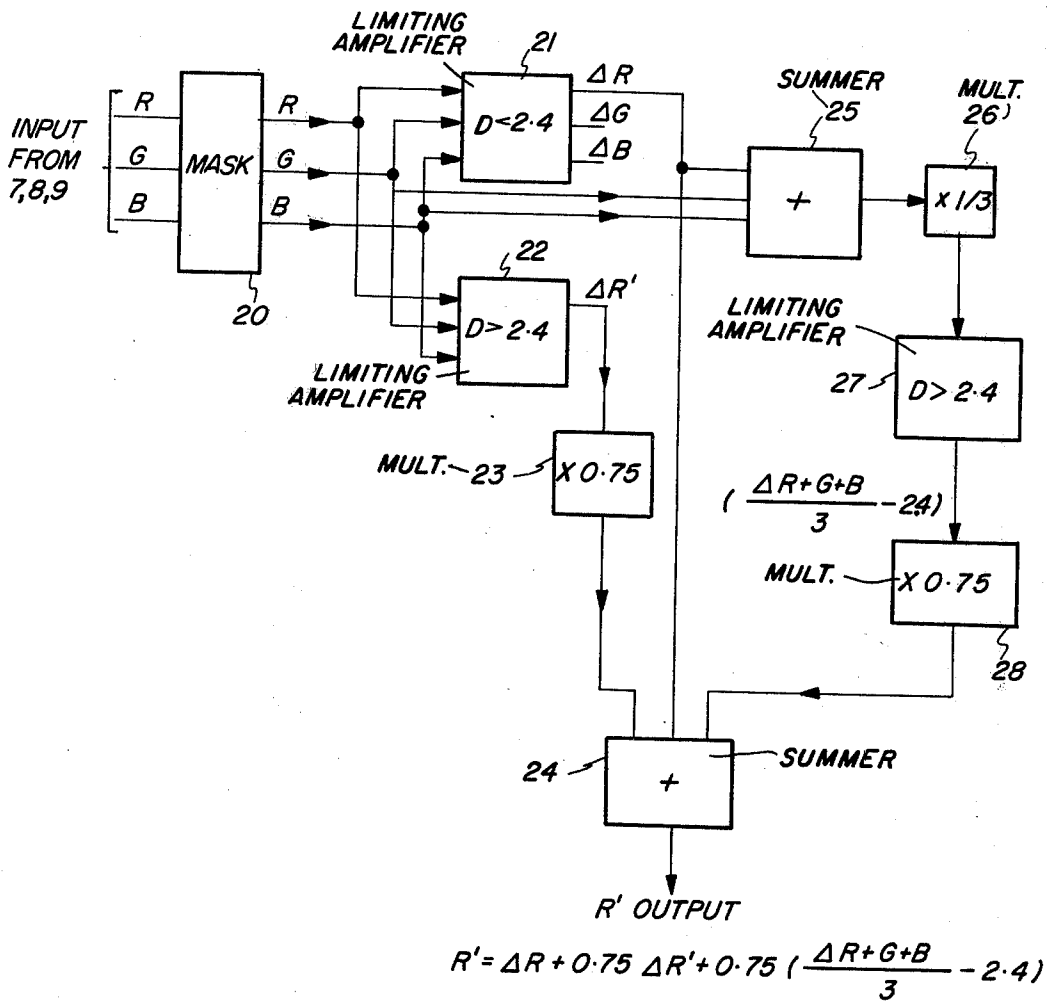 LIMITING
AMPLIFIER
21
R
G
B
INPUT
FROM
7,8,9
MASK
20
R
G
B
D<2·4
ΔR
ΔG
ΔB
SUMMER
25
+
MULT.
26
x 1/3
22
D>2·4
ΔR'
LIMITING
AMPLIFIER
LIMITING
AMPLIFIER
27
D>2·4
MULT.
23
X 0·75
( ΔR+G+B / 3 - 2.4)
MULT.
X 0·75
28
24
+
SUMMER
R' OUTPUT
R' = ΔR + 0·75 ΔR' + 0·75 ( ΔR+G+B / 3 - 2·4)